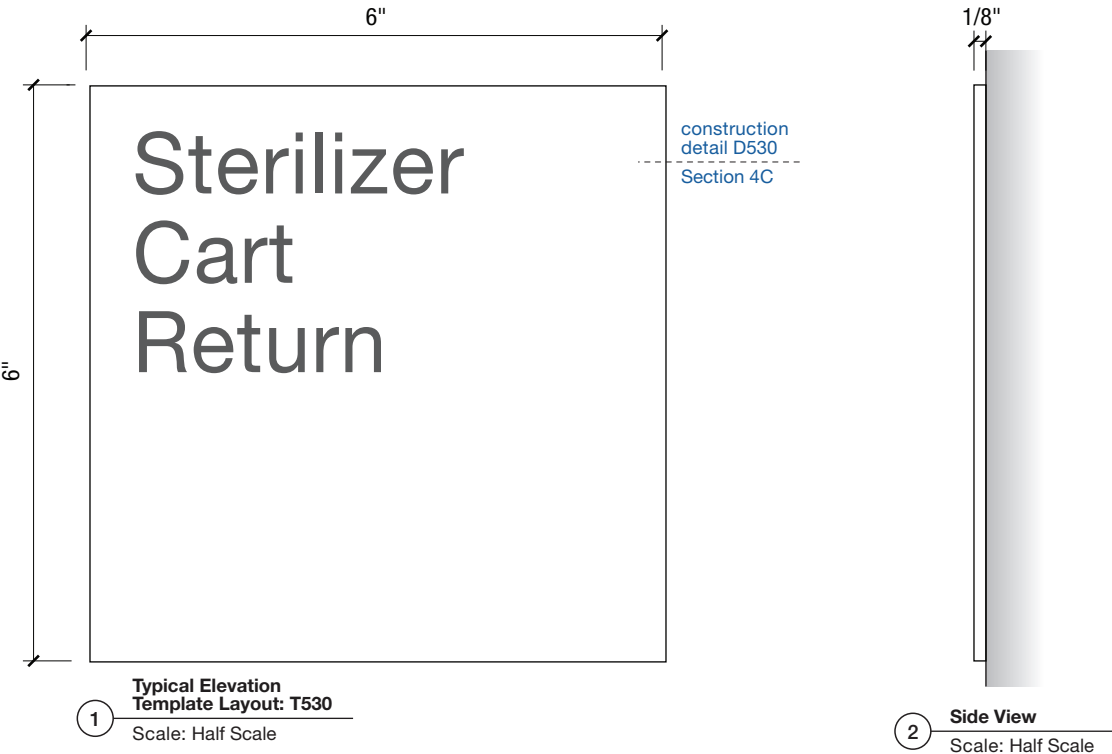 6"
1/8"
Sterilizer
Cart
Return
construction
detail D530
Section 4C
6"
1
Typical Elevation
Template Layout: T530
Scale: Half Scale
2
Side View
Scale: Half Scale